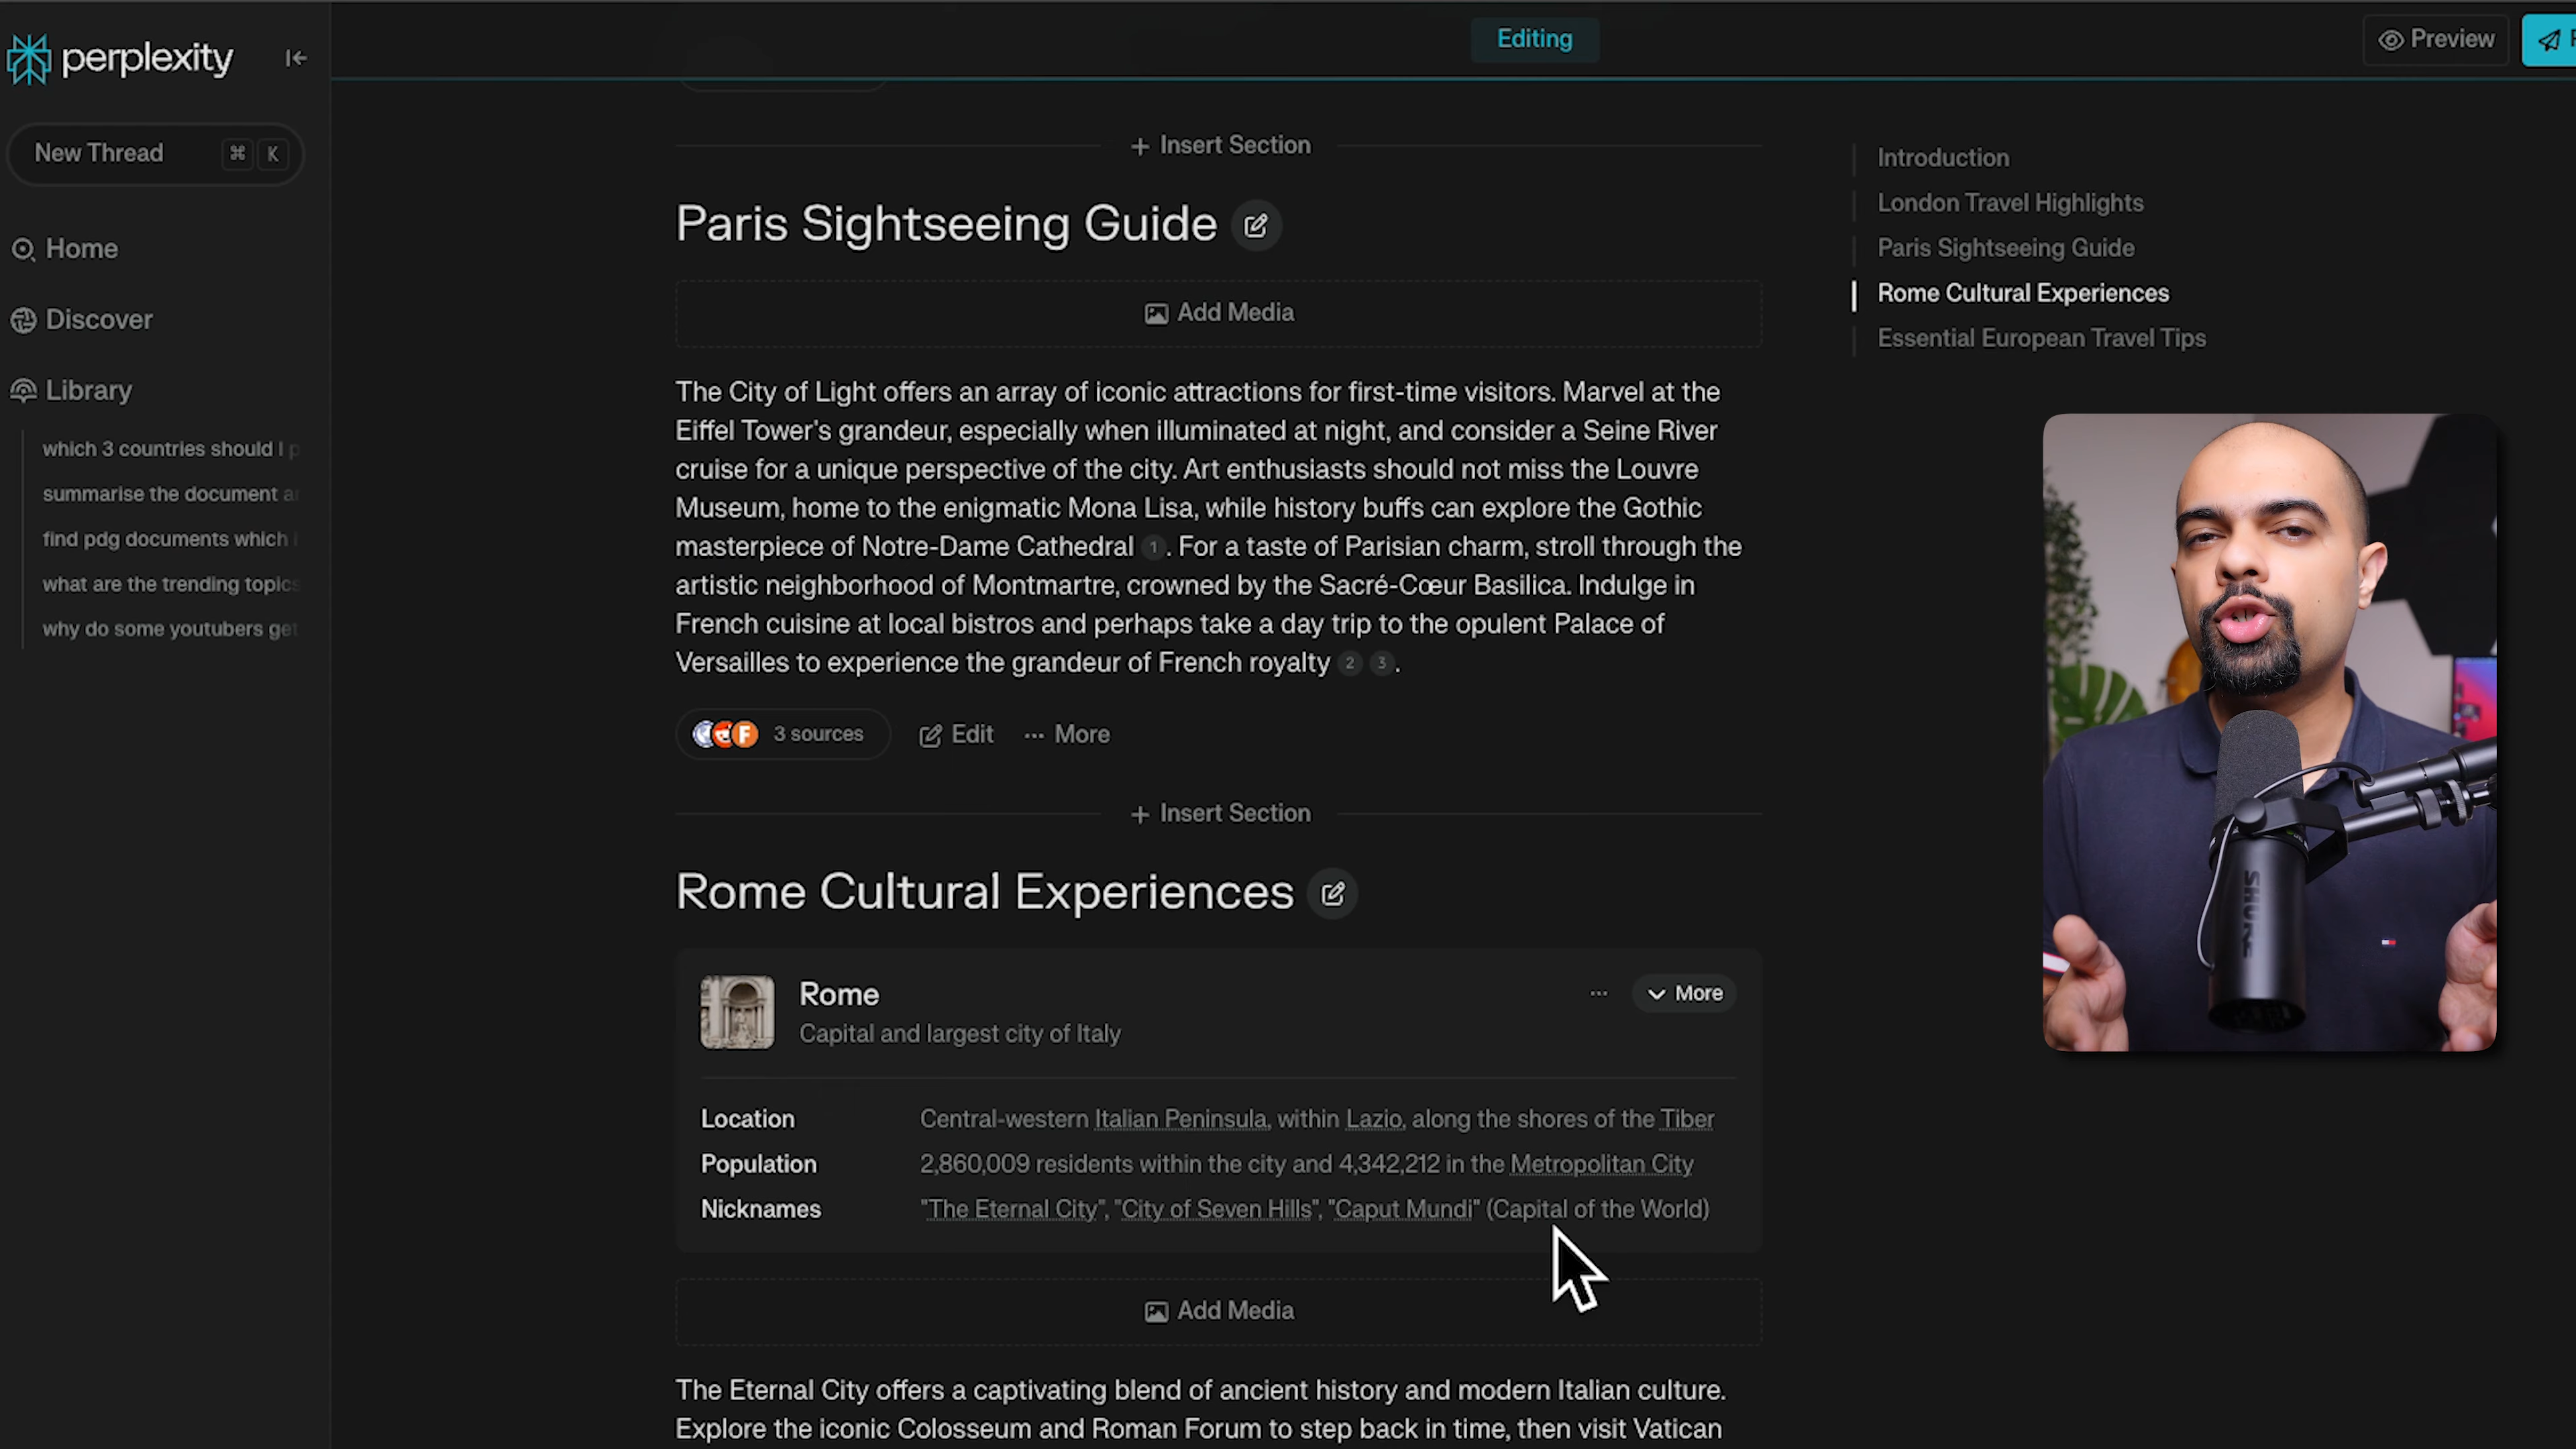 perplexity
New Thread
⌘ K
Home
Discover
Library
which 3 countries should I
summarise the document
find pdg documents which
what are the trending topics
why do some youtubers get
Editing
Preview
+ Insert Section
Paris Sightseeing Guide
Add Media
The City of Light offers an array of iconic attractions for first-time visitors. Marvel at the
Eiffel Tower's grandeur, especially when illuminated at night, and consider a Seine River
cruise for a unique perspective of the city. Art enthusiasts should not miss the Louvre
Museum, home to the enigmatic Mona Lisa, while history buffs can explore the Gothic
masterpiece of Notre-Dame Cathedral 1. For a taste of Parisian charm, stroll through the
artistic neighborhood of Montmartre, crowned by the Sacré-Cœur Basilica. Indulge in
French cuisine at local bistros and perhaps take a day trip to the opulent Palace of
Versailles to experience the grandeur of French royalty 2 3.
F 3 sources Edit ... More
+ Insert Section
Rome Cultural Experiences
Rome
Capital and largest city of Italy
... More
Location Central-western Italian Peninsula, within Lazio, along the shores of the Tiber
Population 2,860,009 residents within the city and 4,342,212 in the Metropolitan City
Nicknames "The Eternal City", "City of Seven Hills", "Caput Mundi" (Capital of the World)
Add Media
The Eternal City offers a captivating blend of ancient history and modern Italian culture.
Explore the iconic Colosseum and Roman Forum to step back in time, then visit Vatican
Introduction
London Travel Highlights
Paris Sightseeing Guide
Rome Cultural Experiences
Essential European Travel Tips
SHURE